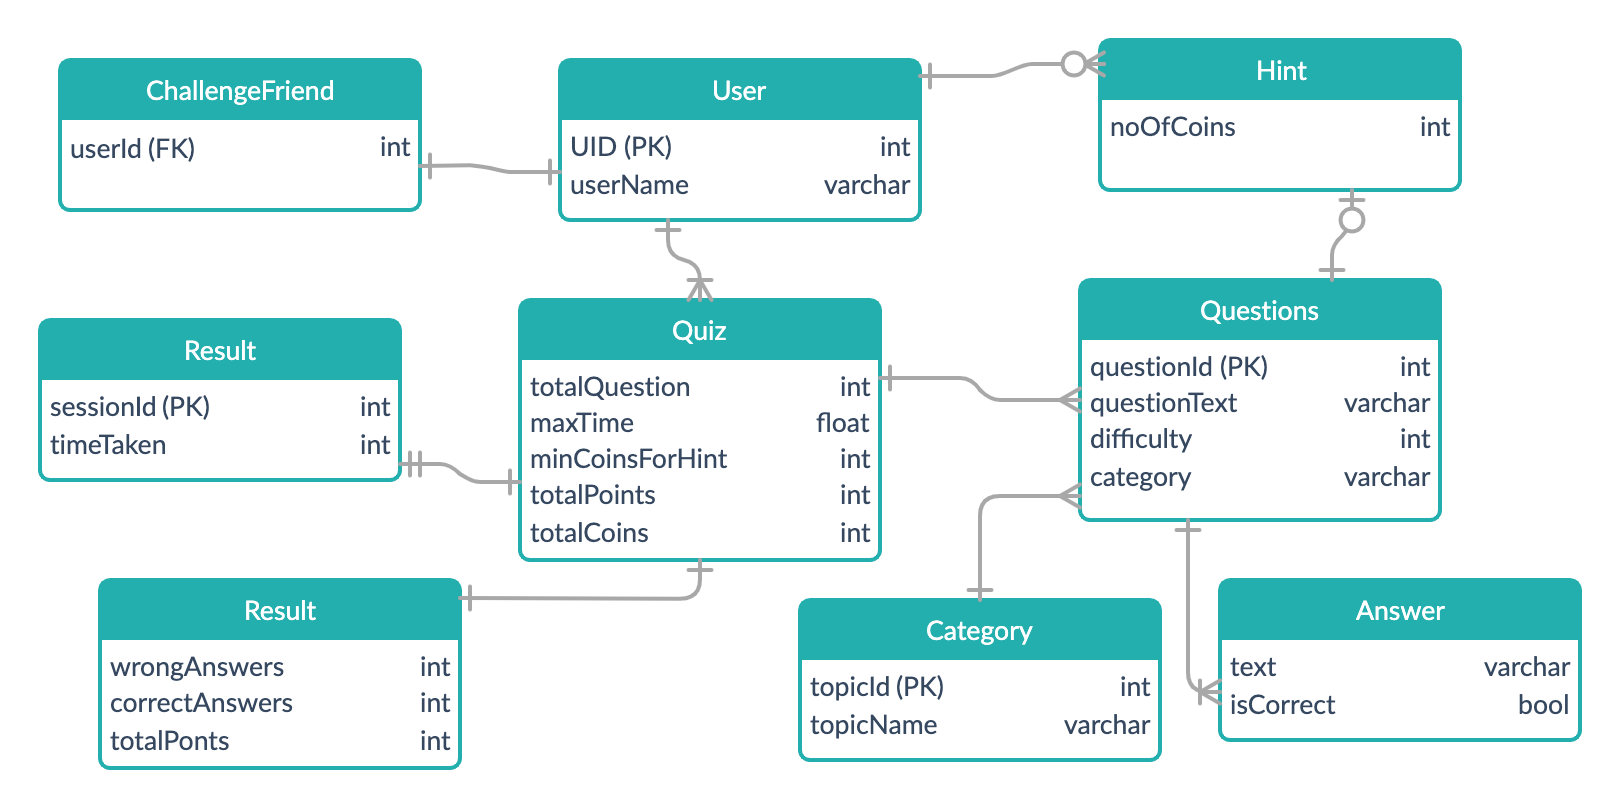 ChallengeFriend
userId (FK) int
User
UID (PK) int
userName varchar
Hint
noOfCoins int
Result
sessionId (PK) int
timeTaken int
Quiz
totalQuestion int
maxTime float
minCoinsForHint int
totalPoints int
totalCoins int
Questions
questionId (PK) int
questionText varchar
difficulty int
category varchar
Result
wrongAnswers int
correctAnswers int
totalPonts int
Category
topicId (PK) int
topicName varchar
Answer
text varchar
isCorrect bool